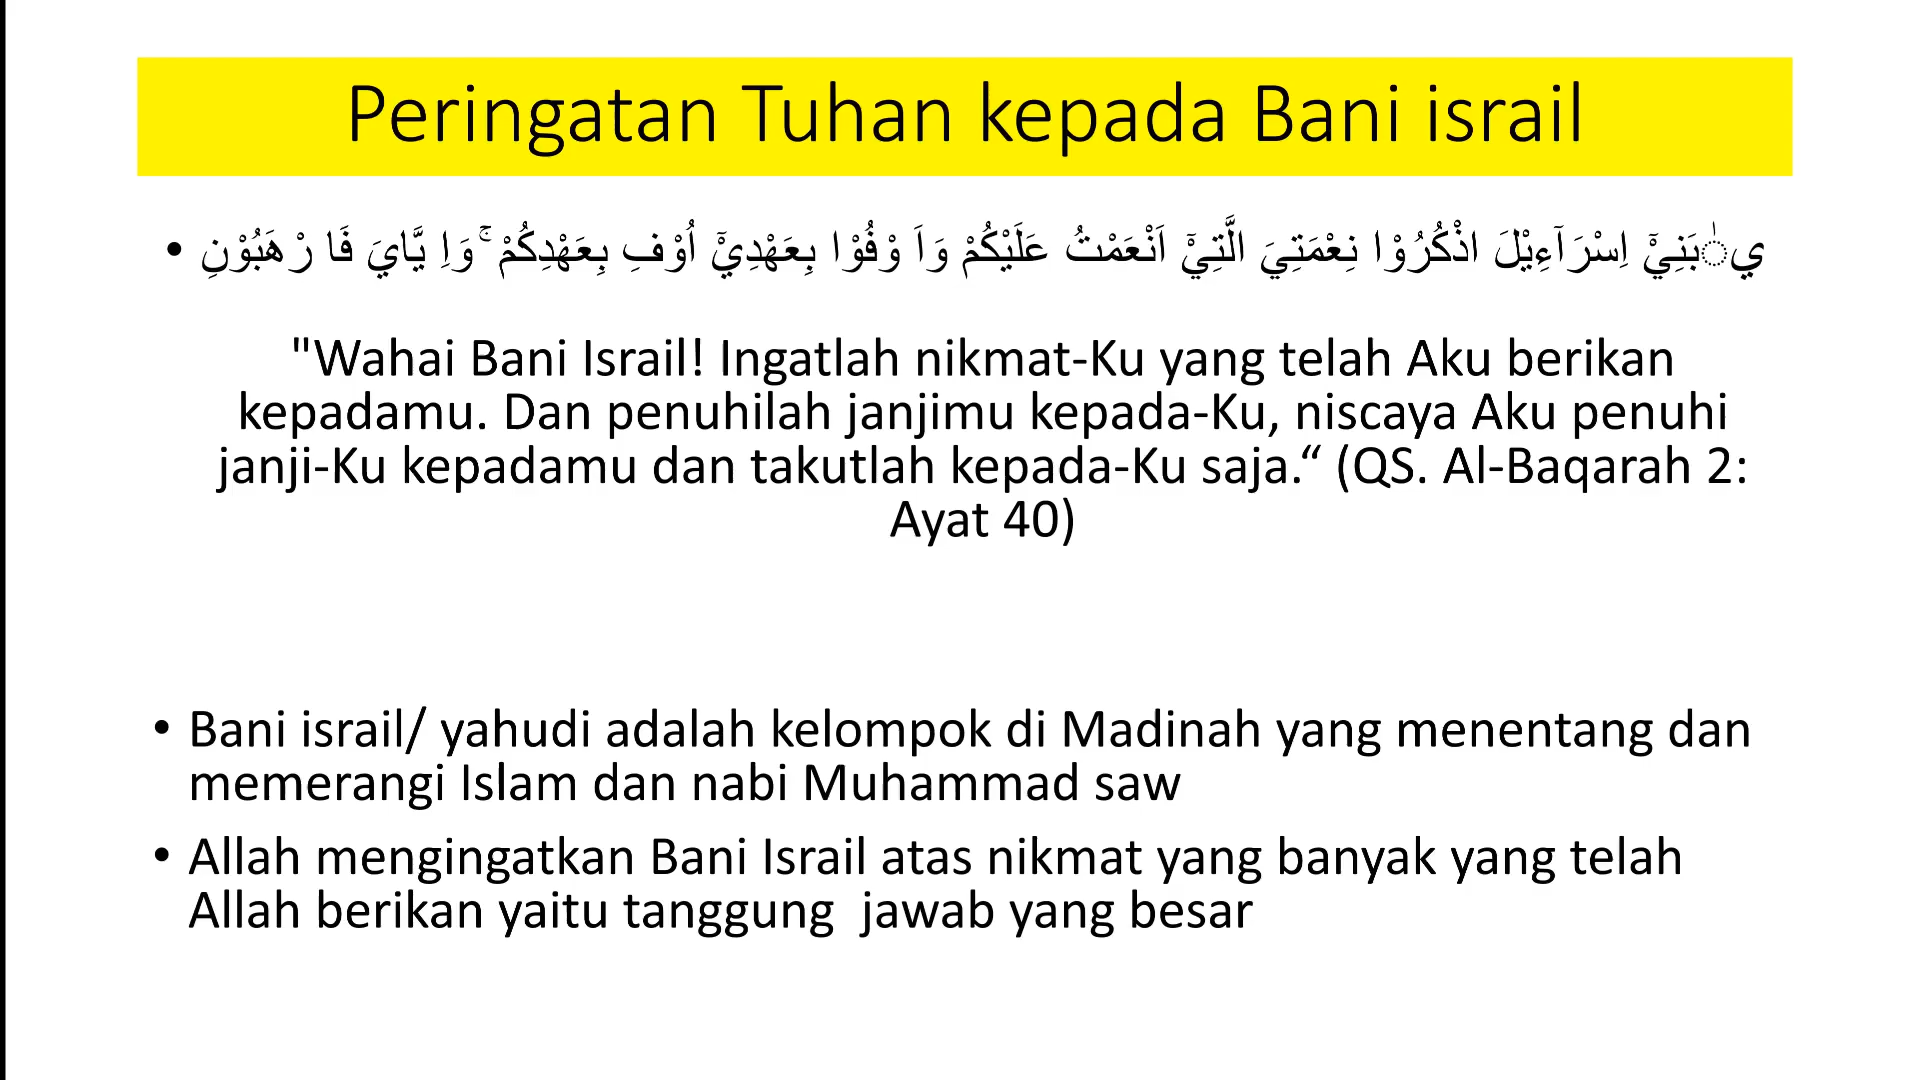 Peringatan Tuhan kepada Bani israil
• يٰبَنِيْٓ اِسْرَآءِيْلَ اذْكُرُوْا نِعْمَتِيَ الَّتِيْٓ اَنْعَمْتُ عَلَيْكُمْ وَاَ وْفُوْا بِعَهْدِيْٓ اُوْفِ بِعَهْدِكُمْ ۚ وَاِ يَّايَ فَا رْهَبُوْنِ
"Wahai Bani Israil! Ingatlah nikmat-Ku yang telah Aku berikan
kepadamu. Dan penuhilah janjimu kepada-Ku, niscaya Aku penuhi
janji-Ku kepadamu dan takutlah kepada-Ku saja.“ (QS. Al-Baqarah 2:
Ayat 40)
• Bani israil/ yahudi adalah kelompok di Madinah yang menentang dan
memerangi Islam dan nabi Muhammad saw
• Allah mengingatkan Bani Israil atas nikmat yang banyak yang telah
Allah berikan yaitu tanggung  jawab yang besar